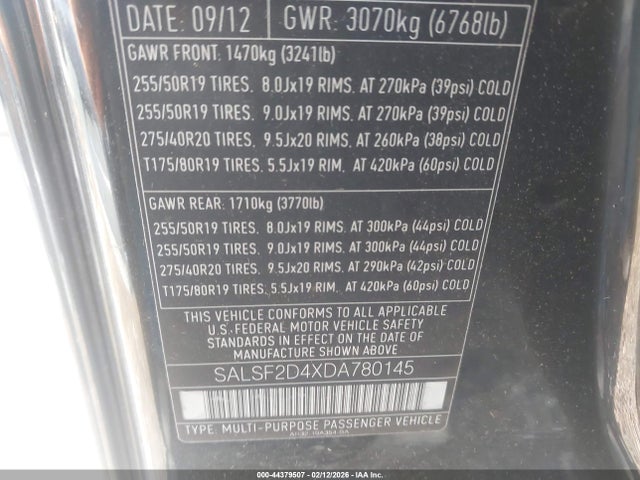 DATE: 09/12 GWR: 3070kg (6768lb)
GAWR FRONT: 1470kg (3241lb)
255/50R19 TIRES. 8.0Jx19 RIMS. AT 270kPa (39psi) COLD
255/50R19 TIRES. 9.0Jx19 RIMS. AT 270kPa (39psi) COLD
275/40R20 TIRES. 9.5Jx20 RIMS. AT 260kPa (38psi) COLD
T175/80R19 TIRES. 5.5Jx19 RIM. AT 420kPa (60psi) COLD
GAWR REAR: 1710kg (3770lb)
255/50R19 TIRES. 8.0Jx19 RIMS. AT 300kPa (44psi) COLD
255/50R19 TIRES. 9.0Jx19 RIMS. AT 300kPa (44psi) COLD
275/40R20 TIRES. 9.5Jx20 RIMS. AT 290kPa (42psi) COLD
T175/80R19 TIRES. 5.5Jx19 RIM. AT 420kPa (60psi) COLD
THIS VEHICLE CONFORMS TO ALL APPLICABLE
U.S. FEDERAL MOTOR VEHICLE SAFETY
STANDARDS IN EFFECT ON THE DATE OF
MANUFACTURE SHOWN ABOVE
SALSF2D4XDA780145
TYPE: MULTI-PURPOSE PASSENGER VEHICLE
000-44379507 - 02/12/2026 - IAAI.COM